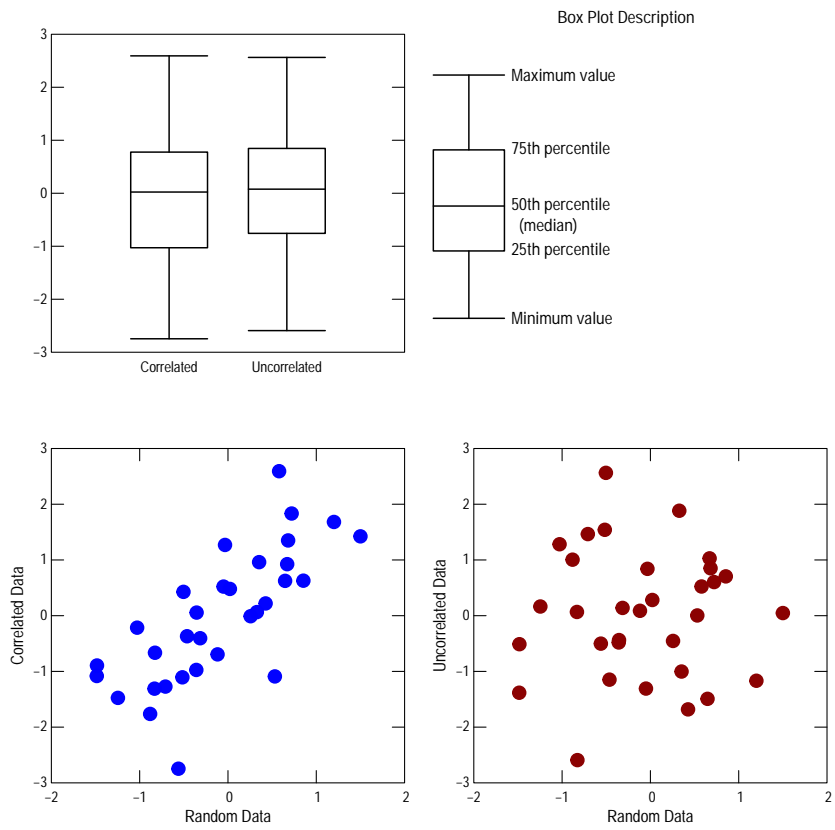 Box Plot Description
3
2
1
0
−1
−2
−3
Correlated Uncorrelated
Maximum value
75th percentile
50th percentile
(median)
25th percentile
Minimum value
Correlated Data
3
2
1
0
−1
−2
−3
−2 −1 0 1 2
Random Data
Uncorrelated Data
3
2
1
0
−1
−2
−3
−2 −1 0 1 2
Random Data